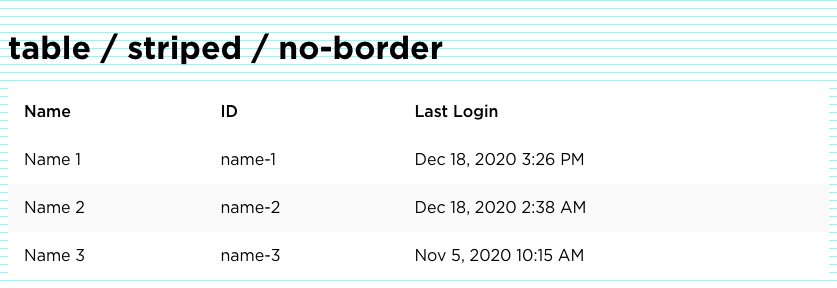 table / striped / no-border
Name ID Last Login
Name 1 name-1 Dec 18, 2020 3:26 PM
Name 2 name-2 Dec 18, 2020 2:38 AM
Name 3 name-3 Nov 5, 2020 10:15 AM